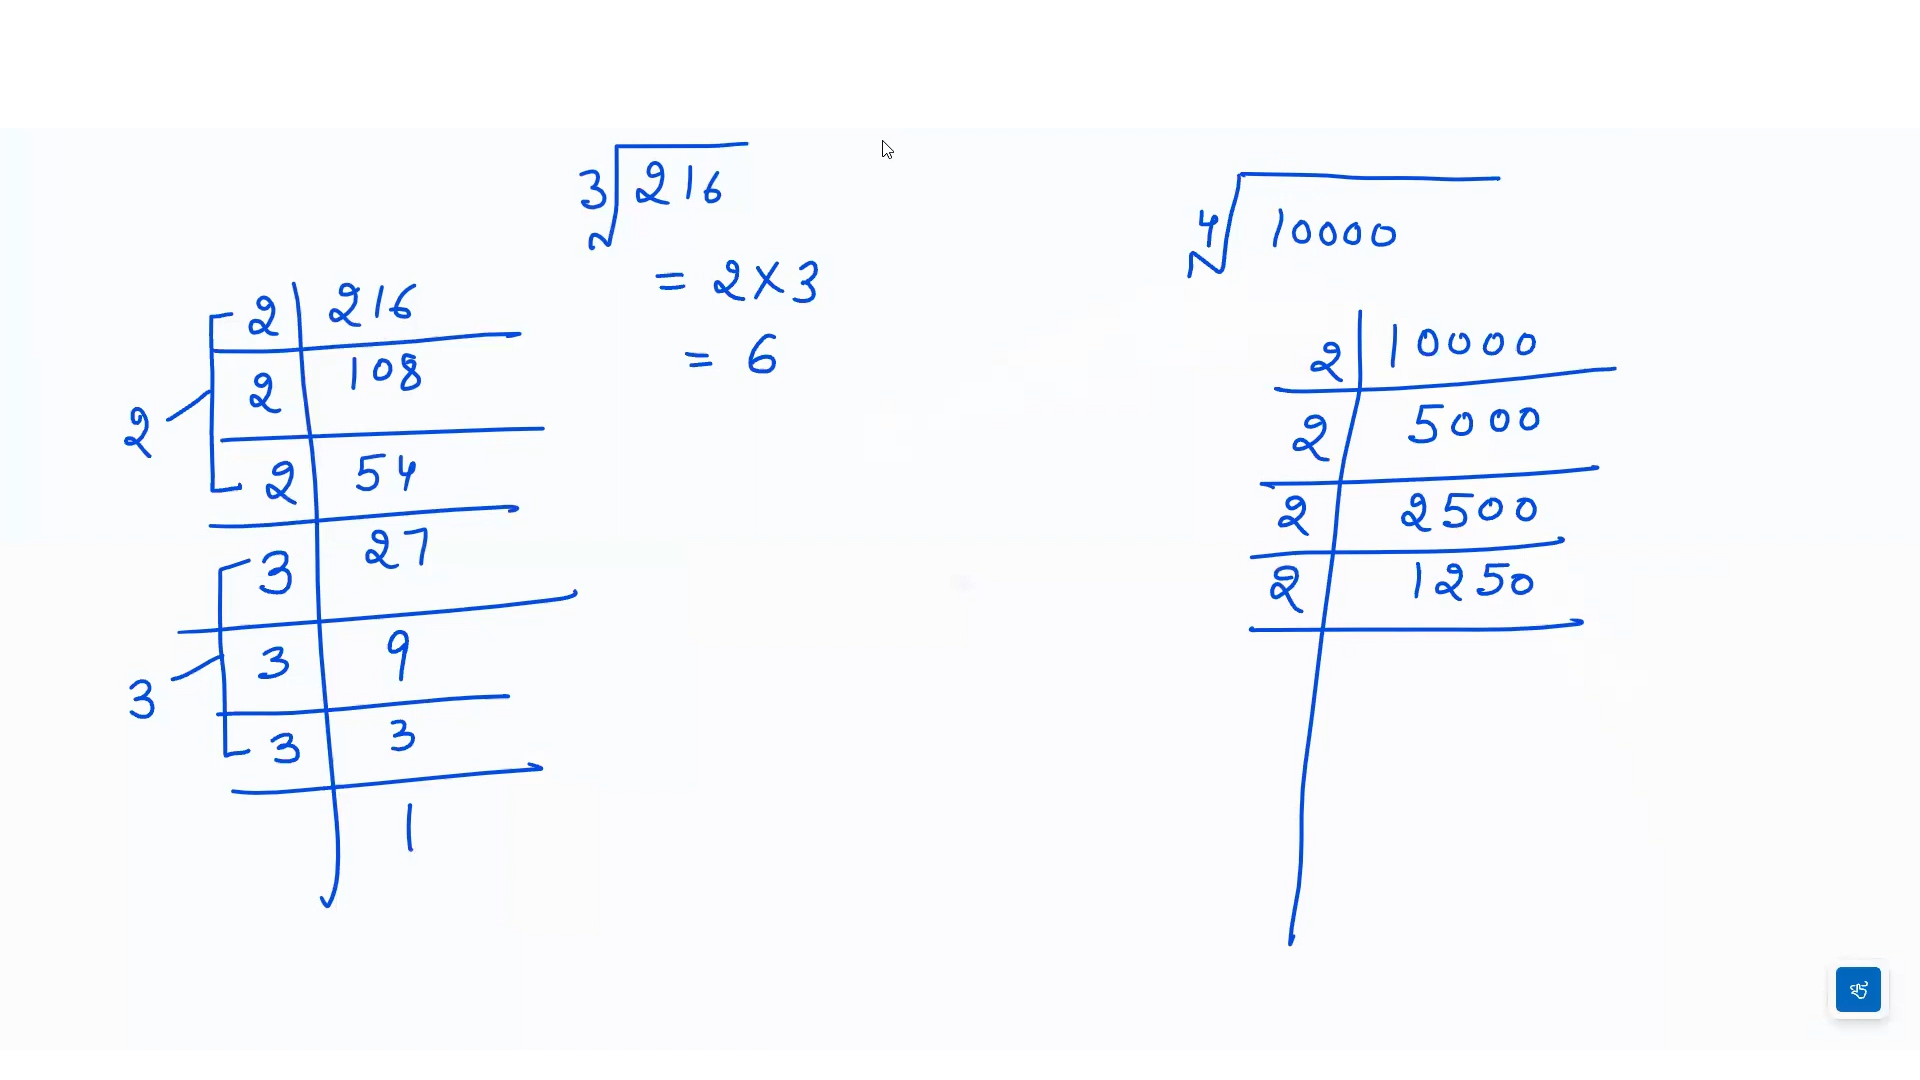 3√216
= 2 × 3
= 6
2 | 216
2 | 108
2 | 54
3 | 27
3 | 9
3 | 3
1
2
3
4√10000
2 | 10000
2 | 5000
2 | 2500
2 | 1250